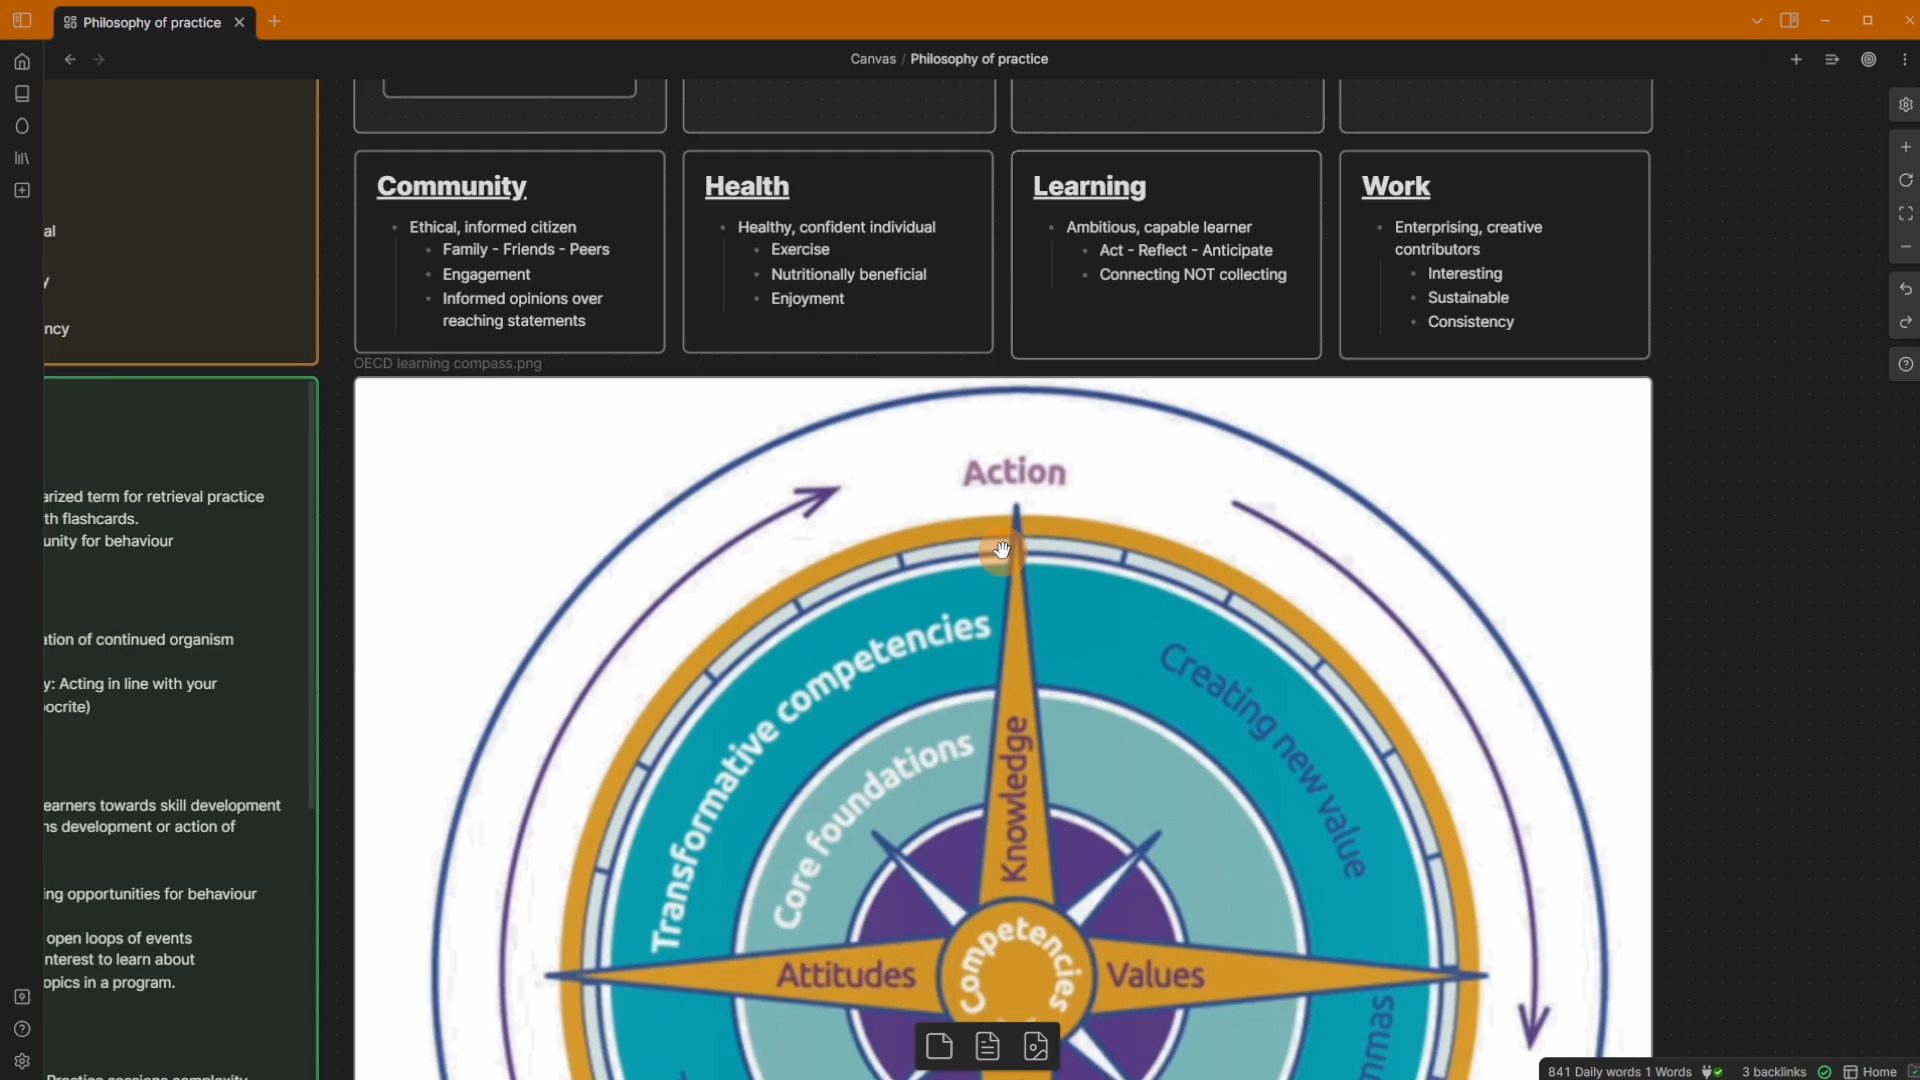 Philosophy of practice
Canvas / Philosophy of practice
al
y
ncy
arized term for retrieval practice
th flashcards.
unity for behaviour
ation of continued organism
y: Acting in line with your
ocrite)
earners towards skill development
ns development or action of
ing opportunities for behaviour
open loops of events
nterest to learn about
opics in a program.
Community
Ethical, informed citizen
Family - Friends - Peers
Engagement
Informed opinions over
reaching statements
Health
Healthy, confident individual
Exercise
Nutritionally beneficial
Enjoyment
Learning
Ambitious, capable learner
Act - Reflect - Anticipate
Connecting NOT collecting
Work
Enterprising, creative
contributors
Interesting
Sustainable
Consistency
OECD learning compass.png
Action
Transformative competencies
Creating new value
Core foundations
Knowledge
Attitudes
Competencies
Values
mmas
841 Daily words 1 Words
3 backlinks
Home